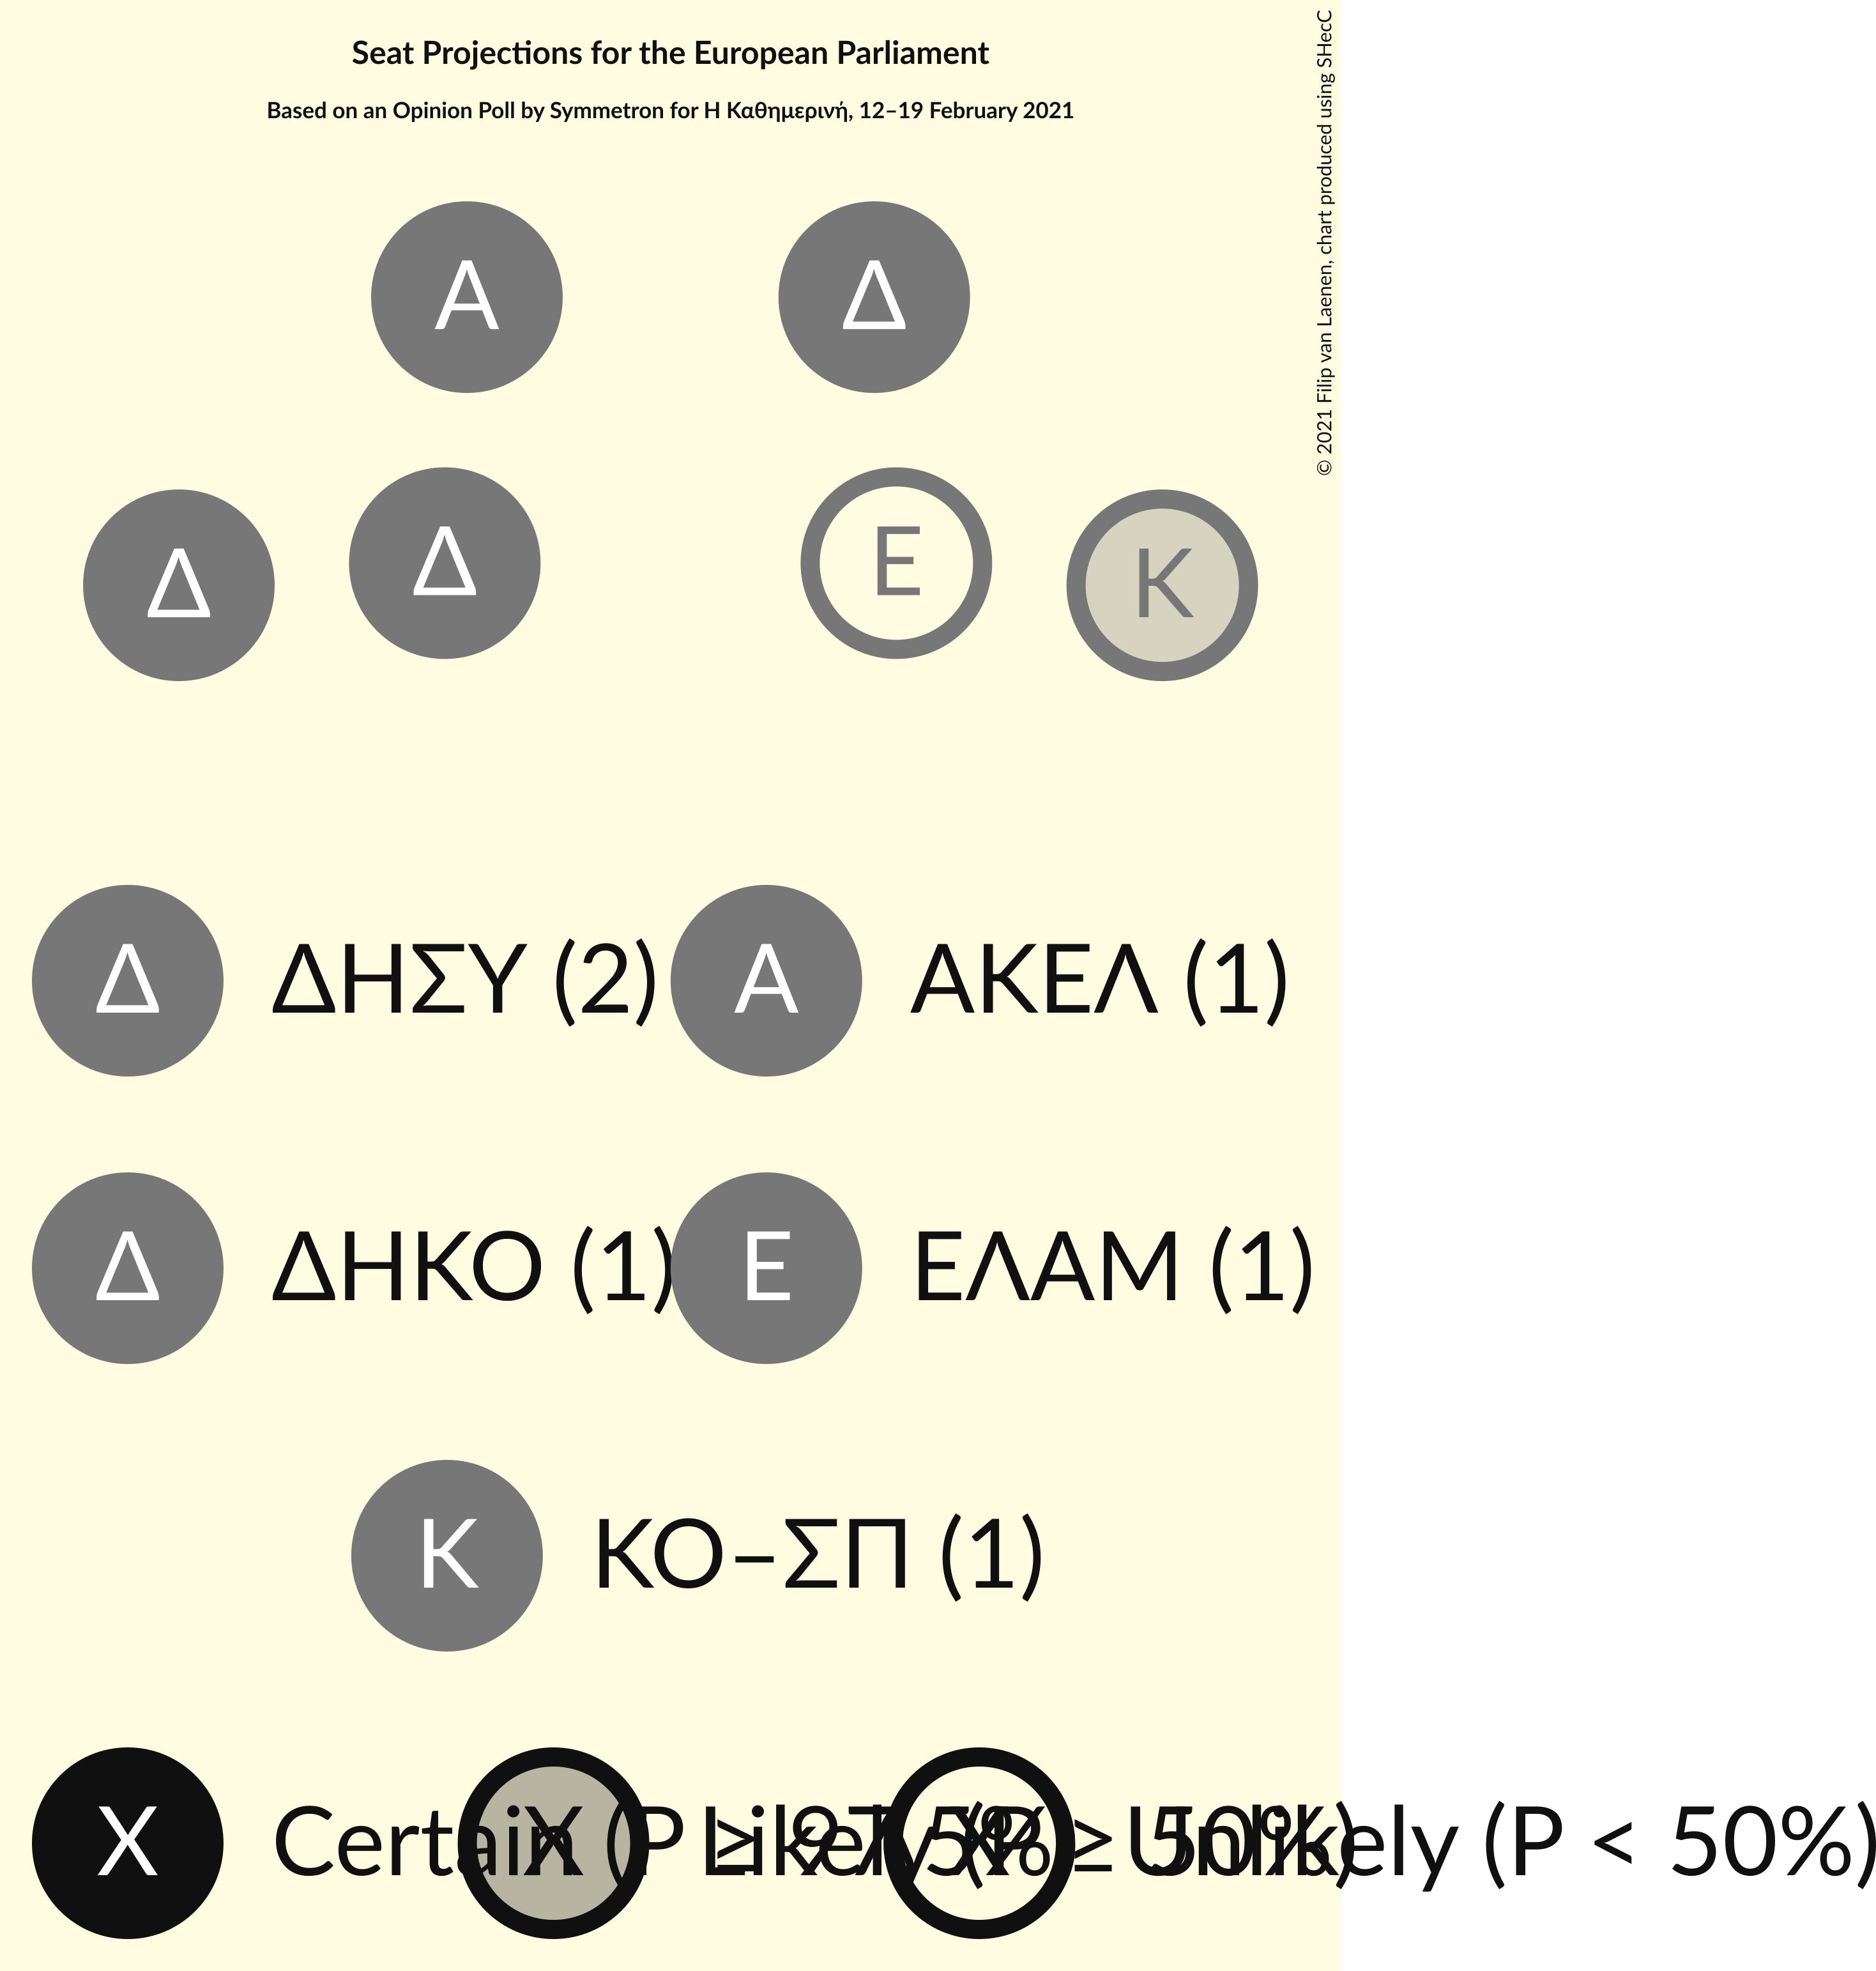 Seat Projections for the European Parliament
Based on an Opinion Poll by Symmetron for Η Καθημερινή, 12–19 February 2021
© 2021 Filip van Laenen, chart produced using SHecC
Α Δ
Δ Δ Ε Κ
Δ ΔΗΣΥ (2) Α ΑΚΕΛ (1)
Δ ΔΗΚΟ (1) Ε ΕΛΑΜ (1)
Κ ΚΟ–ΣΠ (1)
X Certain (P ≥ 97.5%) X Likely (P ≥ 50%) X Unlikely (P < 50%)